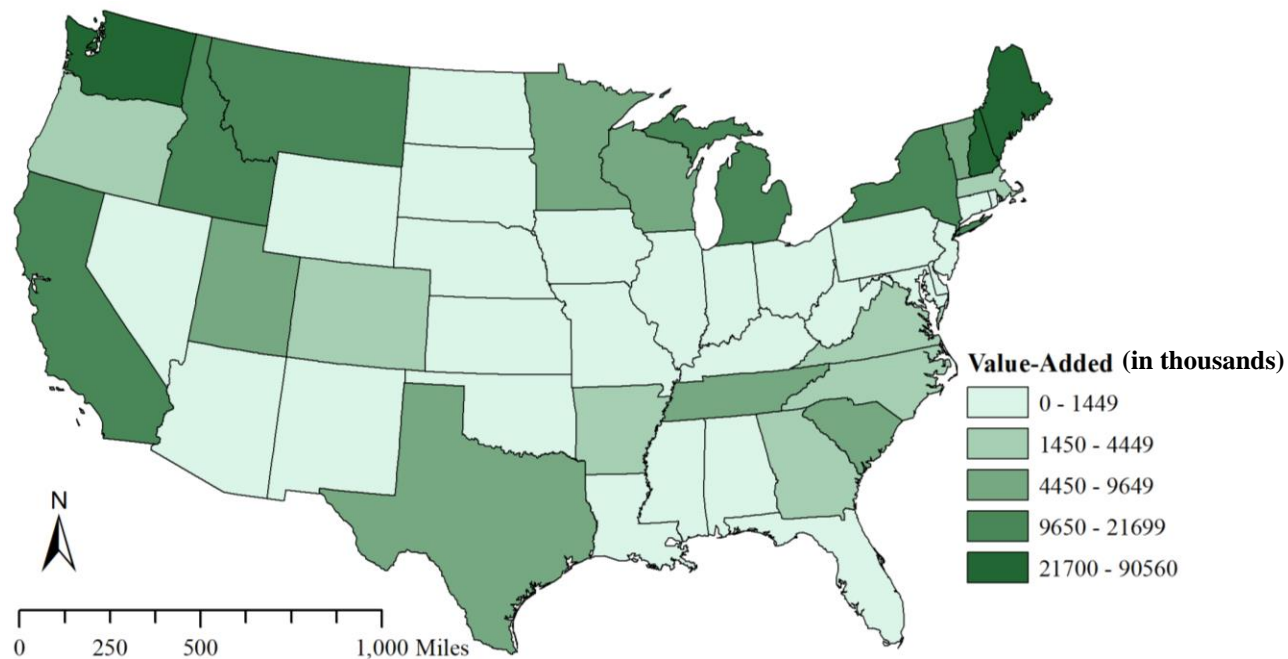 Value-Added (in thousands)
0 - 1449
1450 - 4449
4450 - 9649
9650 - 21699
21700 - 90560
N
0 250 500 1,000 Miles